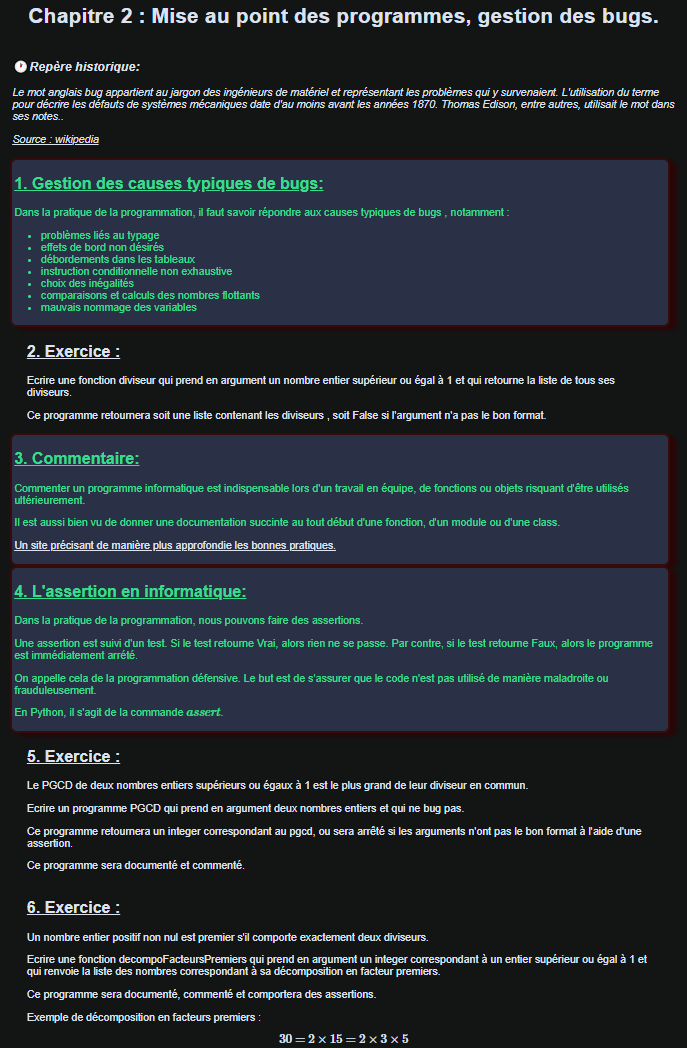 Chapitre 2 : Mise au point des programmes, gestion des bugs.
Repère historique:
Le mot anglais bug appartient au jargon des ingénieurs de matériel et représentant les problèmes qui y survenaient. L'utilisation du terme
pour décrire les défauts de systèmes mécaniques date d'au moins avant les années 1870. Thomas Edison, entre autres, utilisait le mot dans
ses notes..
Source : wikipedia
1. Gestion des causes typiques de bugs:
Dans la pratique de la programmation, il faut savoir répondre aux causes typiques de bugs , notamment :
• problèmes liés au typage
• effets de bord non désirés
• débordements dans les tableaux
• instruction conditionnelle non exhaustive
• choix des inégalités
• comparaisons et calculs des nombres flottants
• mauvais nommage des variables
2. Exercice :
Ecrire une fonction diviseur qui prend en argument un nombre entier supérieur ou égal à 1 et qui retourne la liste de tous ses
diviseurs.
Ce programme retournera soit une liste contenant les diviseurs , soit False si l'argument n'a pas le bon format.
3. Commentaire:
Commenter un programme informatique est indispensable lors d'un travail en équipe, de fonctions ou objets risquant d'être utilisés
ultérieurement.
Il est aussi bien vu de donner une documentation succinte au tout début d'une fonction, d'un module ou d'une class.
Un site précisant de manière plus approfondie les bonnes pratiques.
4. L'assertion en informatique:
Dans la pratique de la programmation, nous pouvons faire des assertions.
Une assertion est suivi d'un test. Si le test retourne Vrai, alors rien ne se passe. Par contre, si le test retourne Faux, alors le programme
est immédiatement arrété.
On appelle cela de la programmation défensive. Le but est de s'assurer que le code n'est pas utilisé de manière maladroite ou
frauduleusement.
En Python, il s'agit de la commande assert.
5. Exercice :
Le PGCD de deux nombres entiers supérieurs ou égaux à 1 est le plus grand de leur diviseur en commun.
Ecrire un programme PGCD qui prend en argument deux nombres entiers et qui ne bug pas.
Ce programme retournera un integer correspondant au pgcd, ou sera arrêté si les arguments n'ont pas le bon format à l'aide d'une
assertion.
Ce programme sera documenté et commenté.
6. Exercice :
Un nombre entier positif non nul est premier s'il comporte exactement deux diviseurs.
Ecrire une fonction decompoFacteursPremiers qui prend en argument un integer correspondant à un entier supérieur ou égal à 1 et
qui renvoie la liste des nombres correspondant à sa décomposition en facteur premiers.
Ce programme sera documenté, commenté et comportera des assertions.
Exemple de décomposition en facteurs premiers :
30 = 2 × 15 = 2 × 3 × 5